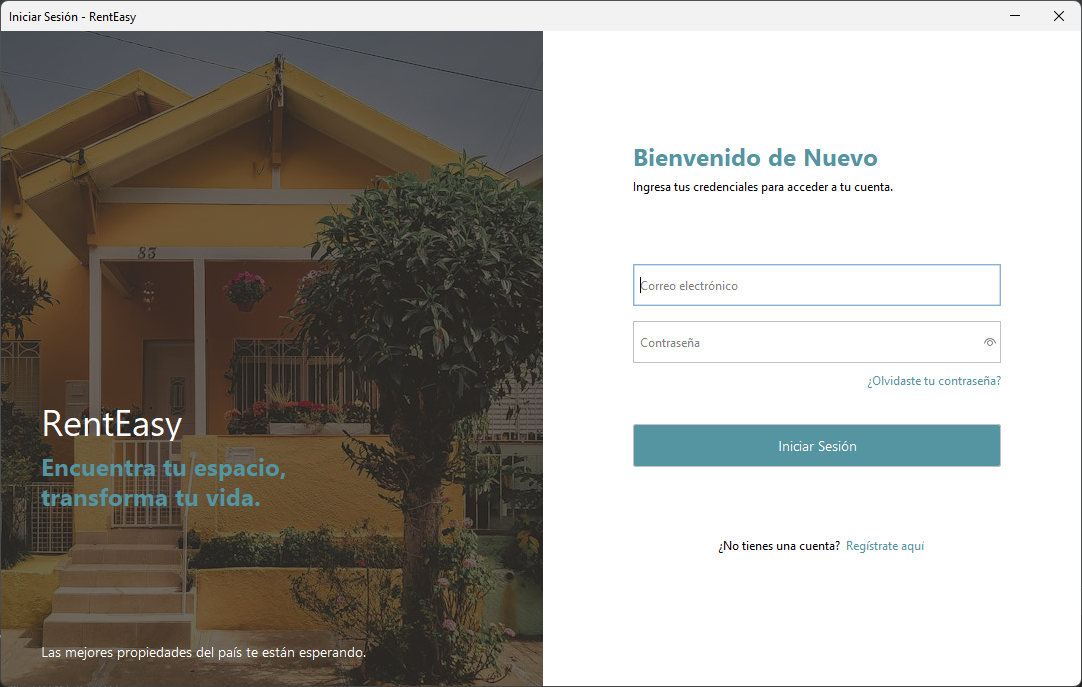 Iniciar Sesión - RentEasy
83
RentEasy
Encuentra tu espacio,
transforma tu vida.
Las mejores propiedades del país te están esperando.
Bienvenido de Nuevo
Ingresa tus credenciales para acceder a tu cuenta.
Correo electrónico
Contraseña
¿Olvidaste tu contraseña?
Iniciar Sesión
¿No tienes una cuenta? Regístrate aquí